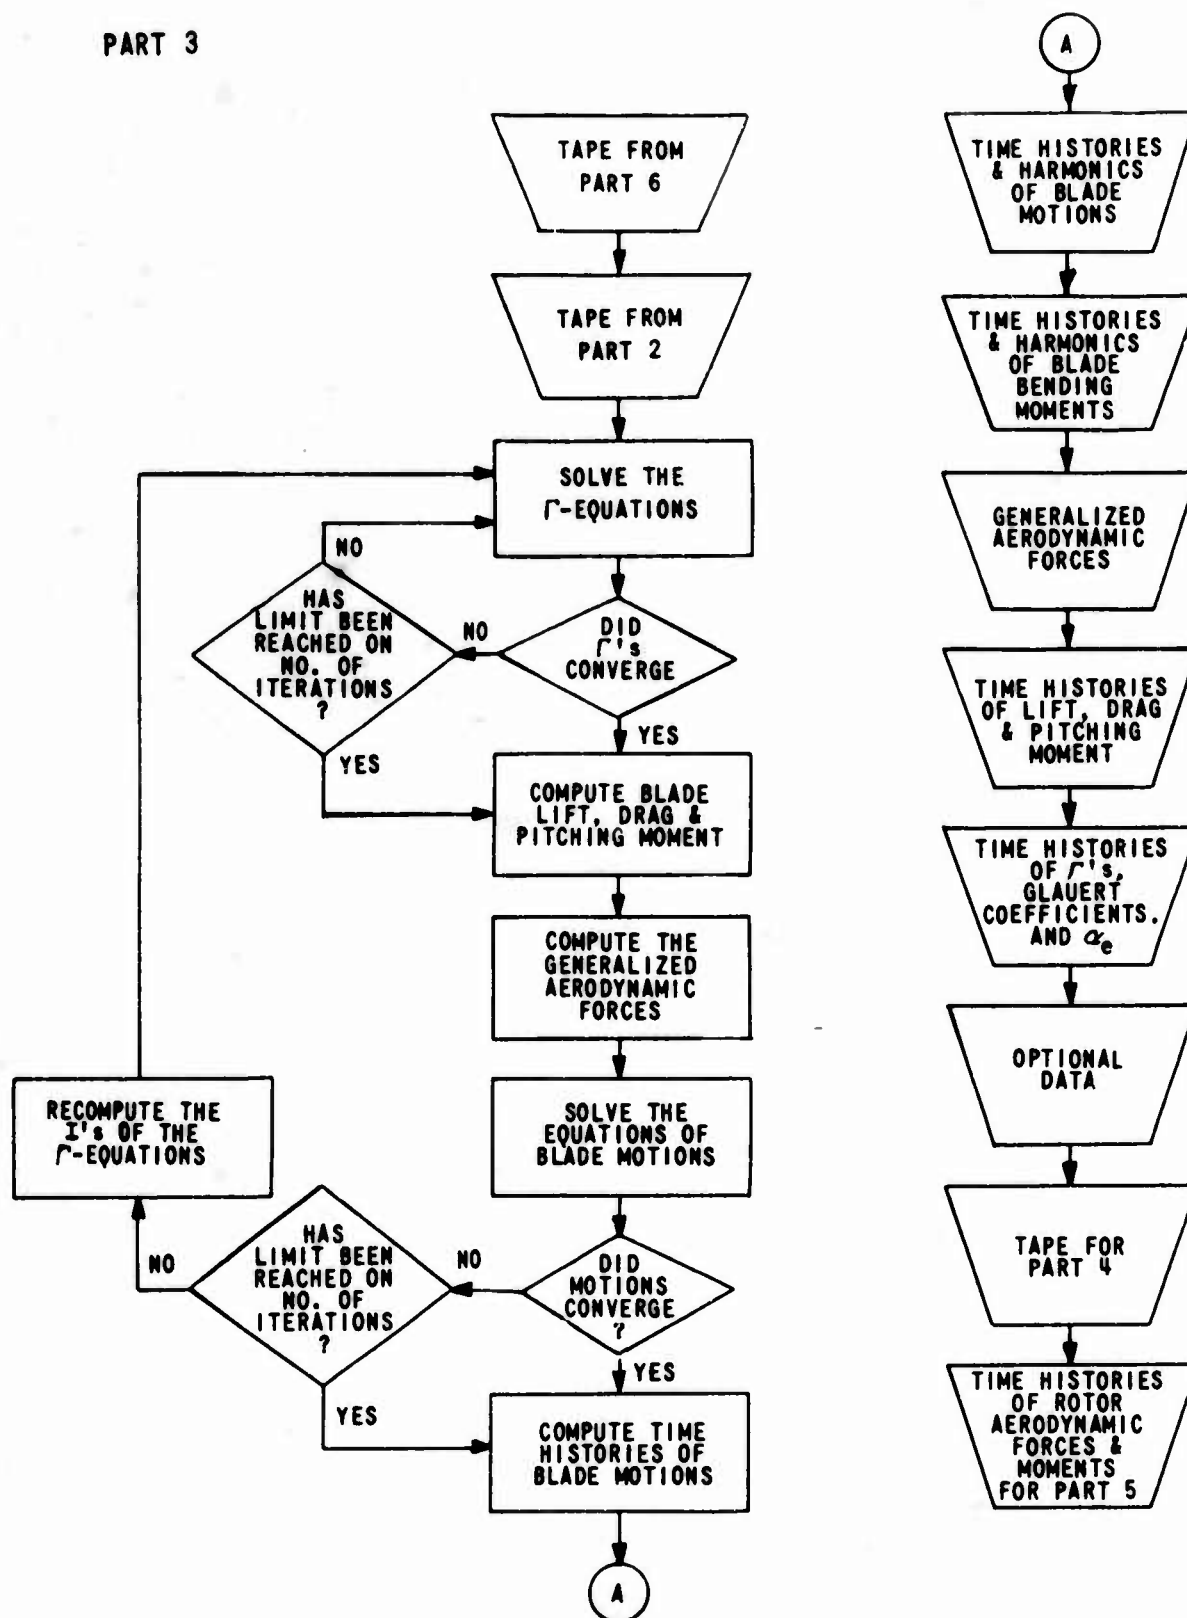 PART 3
TAPE FROM
PART 6
TAPE FROM
PART 2
SOLVE THE
Γ-EQUATIONS
NO
HAS
LIMIT BEEN
REACHED ON
NO. OF
ITERATIONS
?
NO
DID
Γ's
CONVERGE
YES
YES
COMPUTE BLADE
LIFT, DRAG &
PITCHING MOMENT
COMPUTE THE
GENERALIZED
AERODYNAMIC
FORCES
SOLVE THE
EQUATIONS OF
BLADE MOTIONS
RECOMPUTE THE
I's OF THE
Γ-EQUATIONS
NO
HAS
LIMIT BEEN
REACHED ON
NO. OF
ITERATIONS
?
NO
DID
MOTIONS
CONVERGE
?
YES
YES
COMPUTE TIME
HISTORIES OF
BLADE MOTIONS
A
A
TIME HISTORIES
& HARMONICS
OF BLADE
MOTIONS
TIME HISTORIES
& HARMONICS
OF BLADE
BENDING
MOMENTS
GENERALIZED
AERODYNAMIC
FORCES
TIME HISTORIES
OF LIFT, DRAG
& PITCHING
MOMENT
TIME HISTORIES
OF Γ's,
GLAUERT
COEFFICIENTS.
AND αe
OPTIONAL
DATA
TAPE FOR
PART 4
TIME HISTORIES
OF ROTOR
AERODYNAMIC
FORCES &
MOMENTS
FOR PART 5